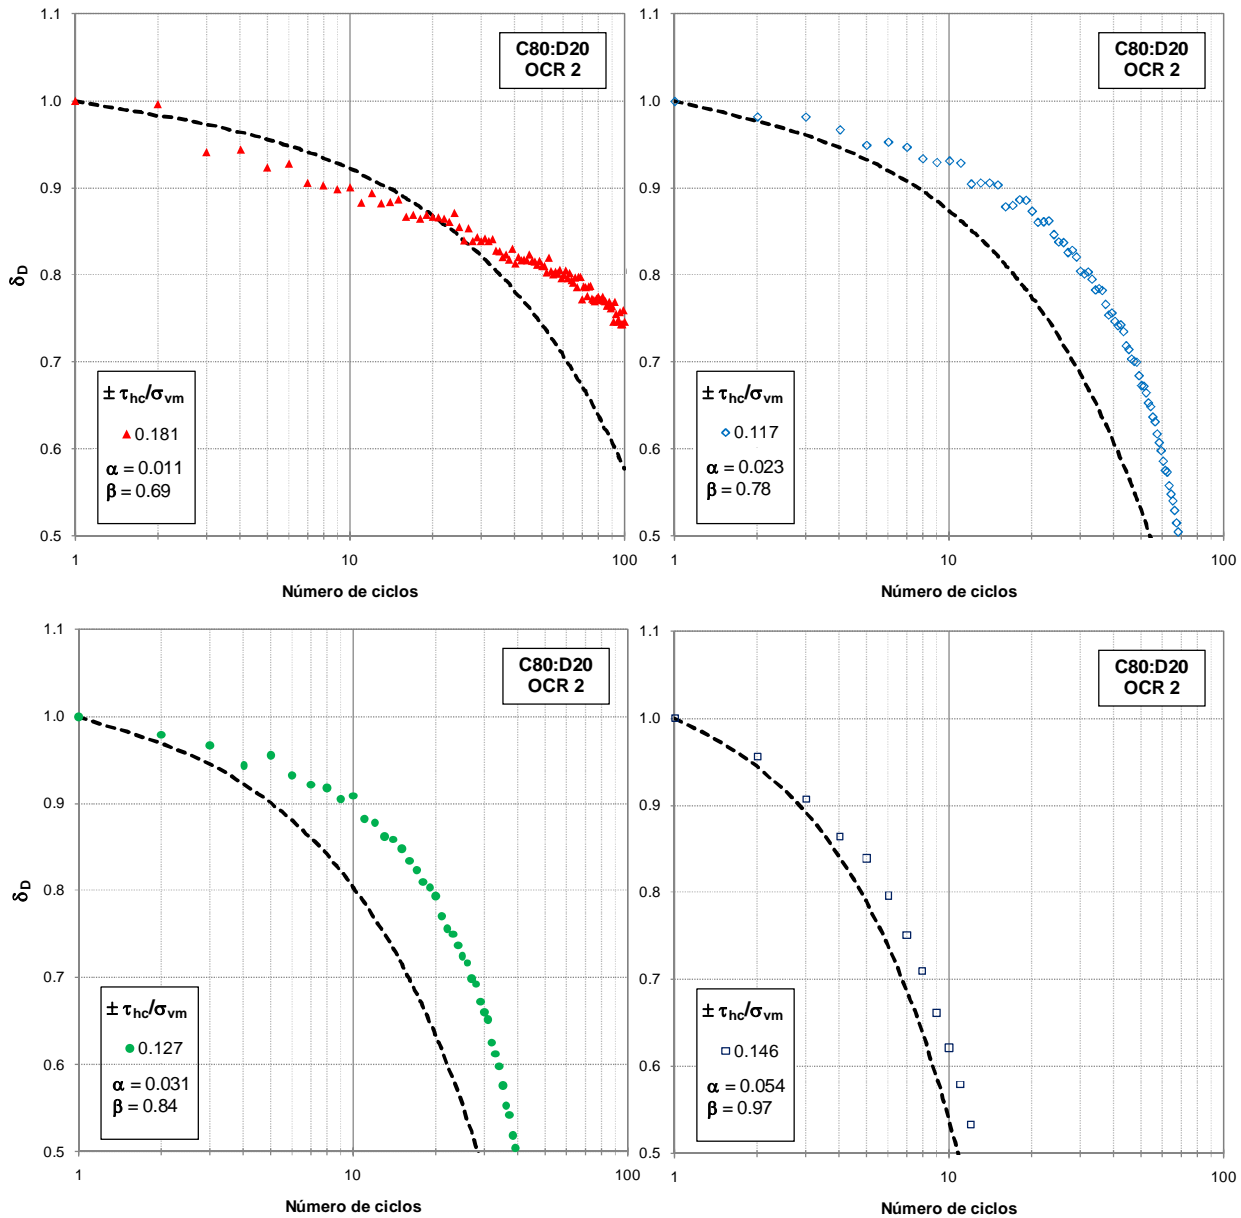 1.1
1.0
0.9
0.8
0.7
0.6
0.5
δD
C80:D20
OCR 2
± τhc/σvm
0.181
α = 0.011
β = 0.69
1
10
100
Número de ciclos
1.1
1.0
0.9
0.8
0.7
0.6
0.5
C80:D20
OCR 2
± τhc/σvm
0.117
α = 0.023
β = 0.78
1
10
100
Número de ciclos
1.1
1.0
0.9
0.8
0.7
0.6
0.5
δD
C80:D20
OCR 2
± τhc/σvm
0.127
α = 0.031
β = 0.84
1
10
100
Número de ciclos
1.1
1.0
0.9
0.8
0.7
0.6
0.5
C80:D20
OCR 2
± τhc/σvm
0.146
α = 0.054
β = 0.97
1
10
100
Número de ciclos